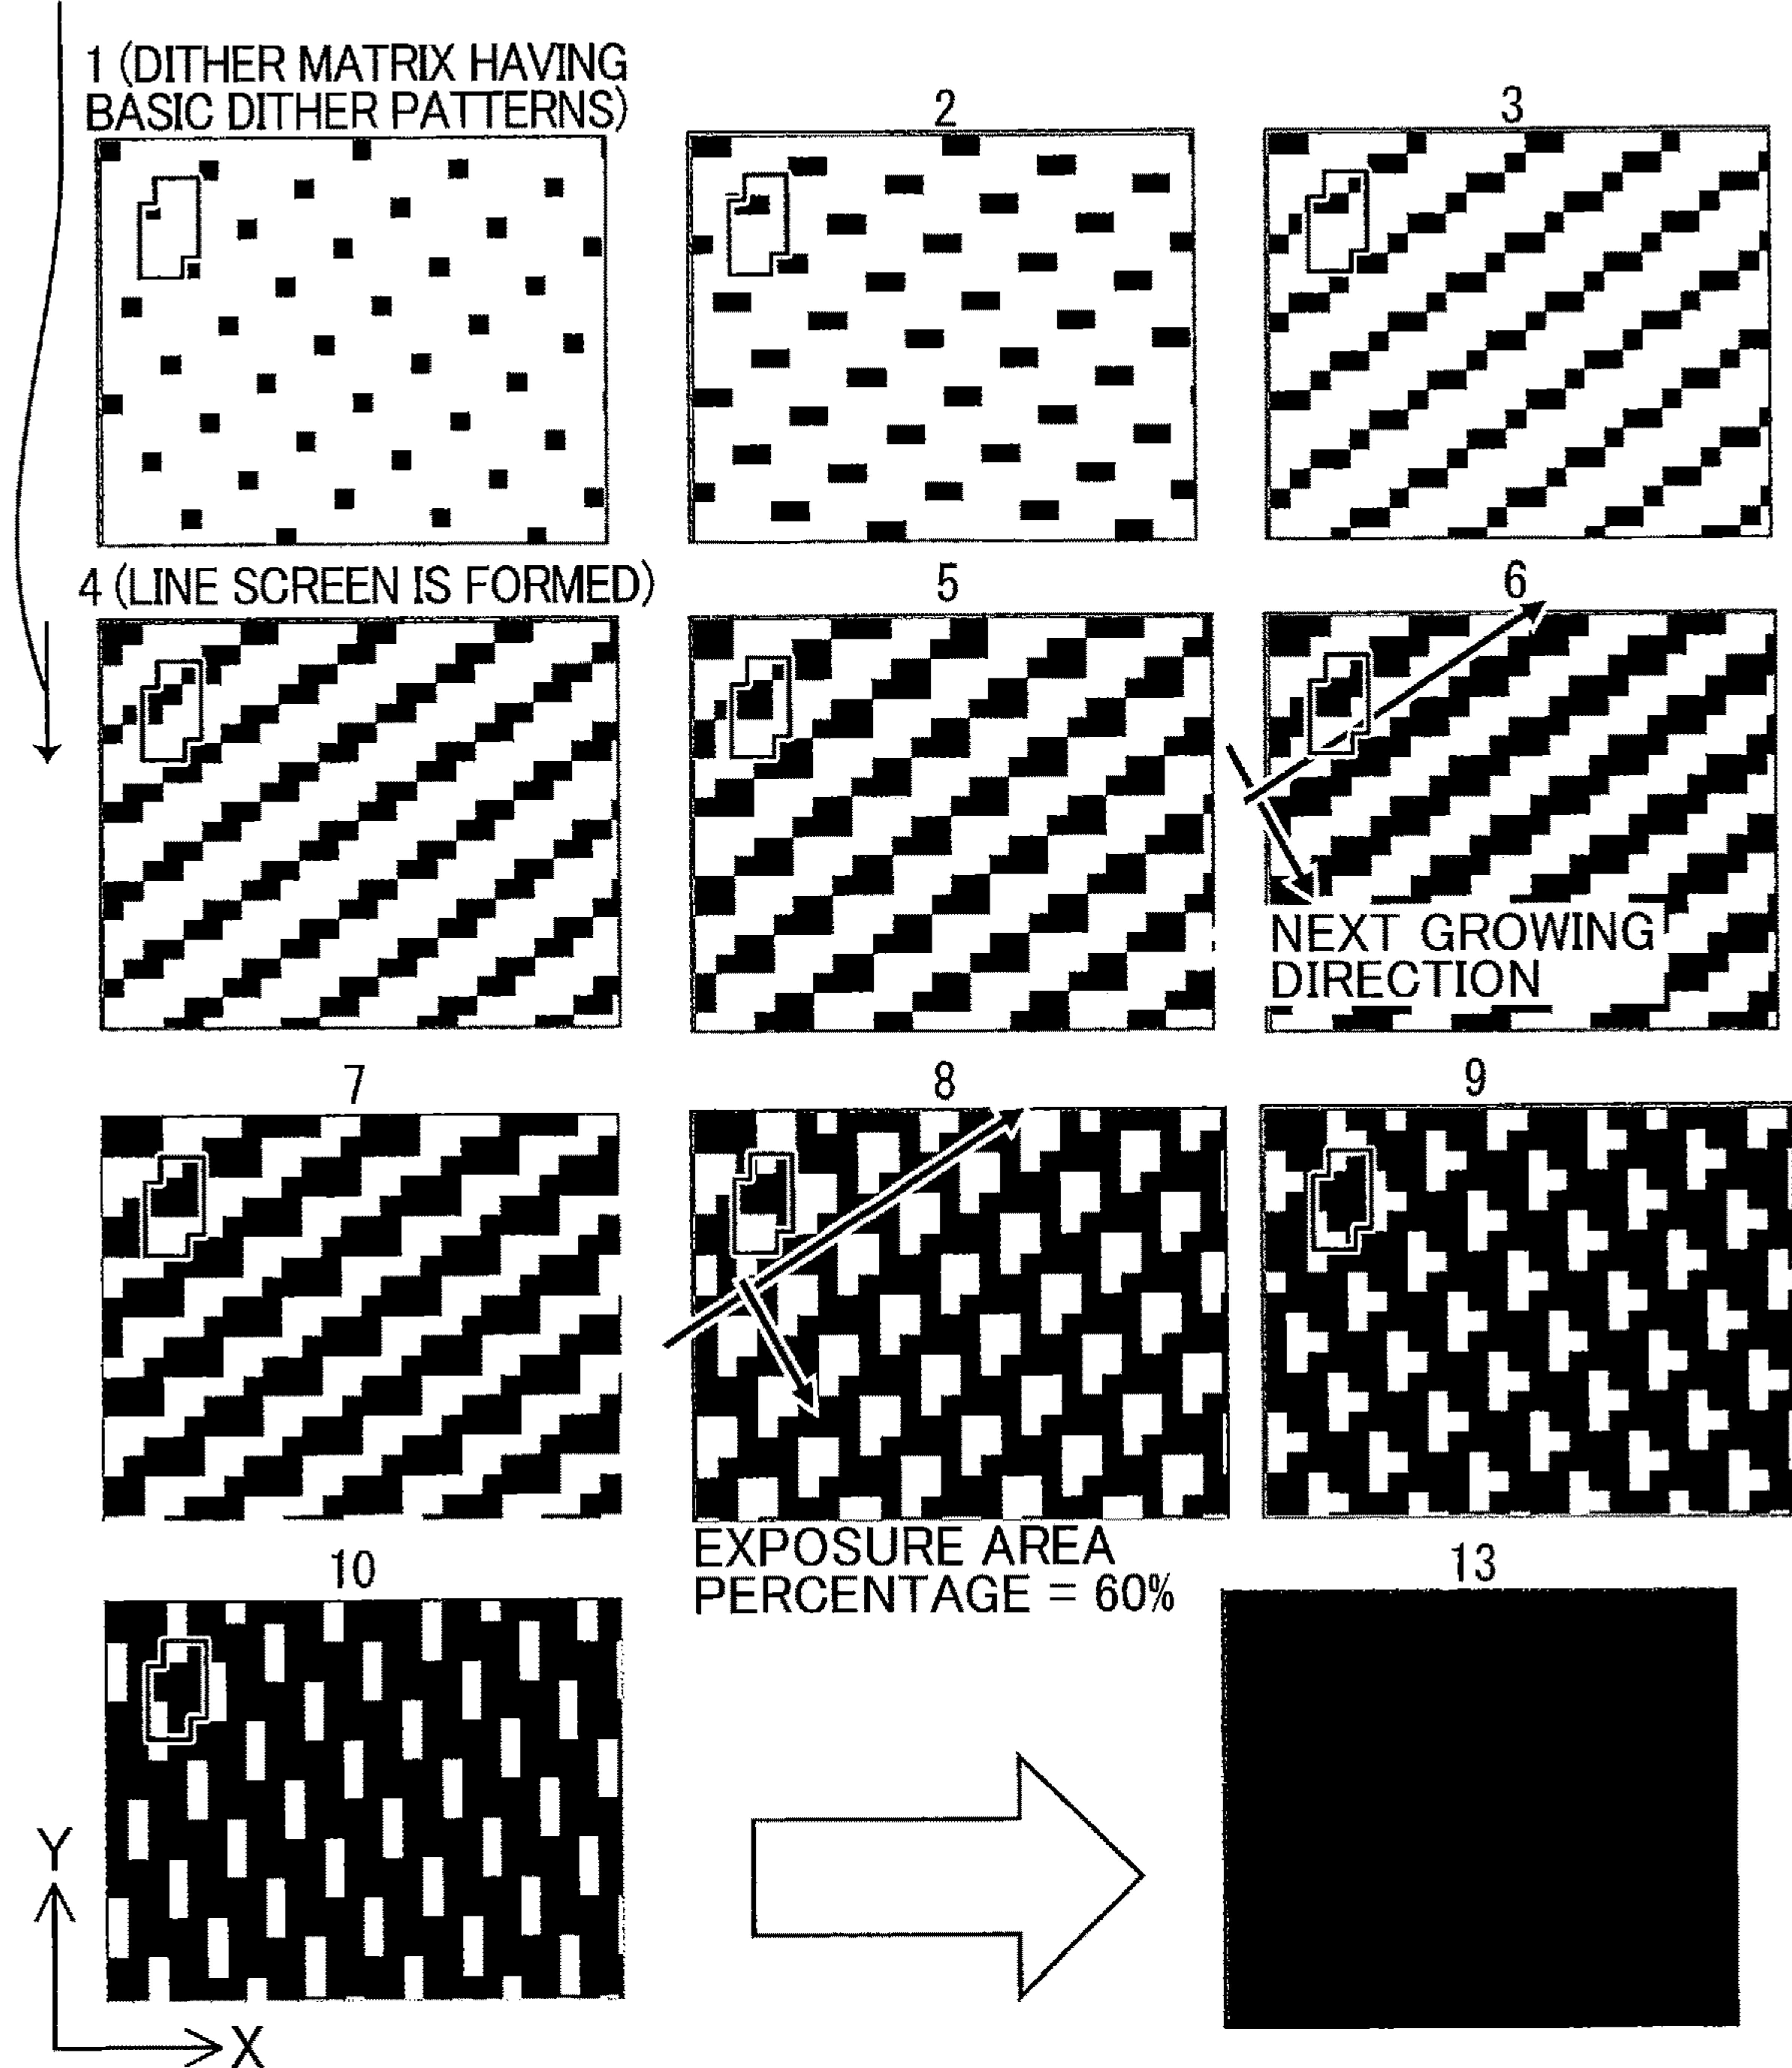 1 (DITHER MATRIX HAVING
BASIC DITHER PATTERNS)
2
3
4 (LINE SCREEN IS FORMED)
5
6
NEXT GROWING
DIRECTION
7
8
9
EXPOSURE AREA
PERCENTAGE = 60%
10
13
Y
X